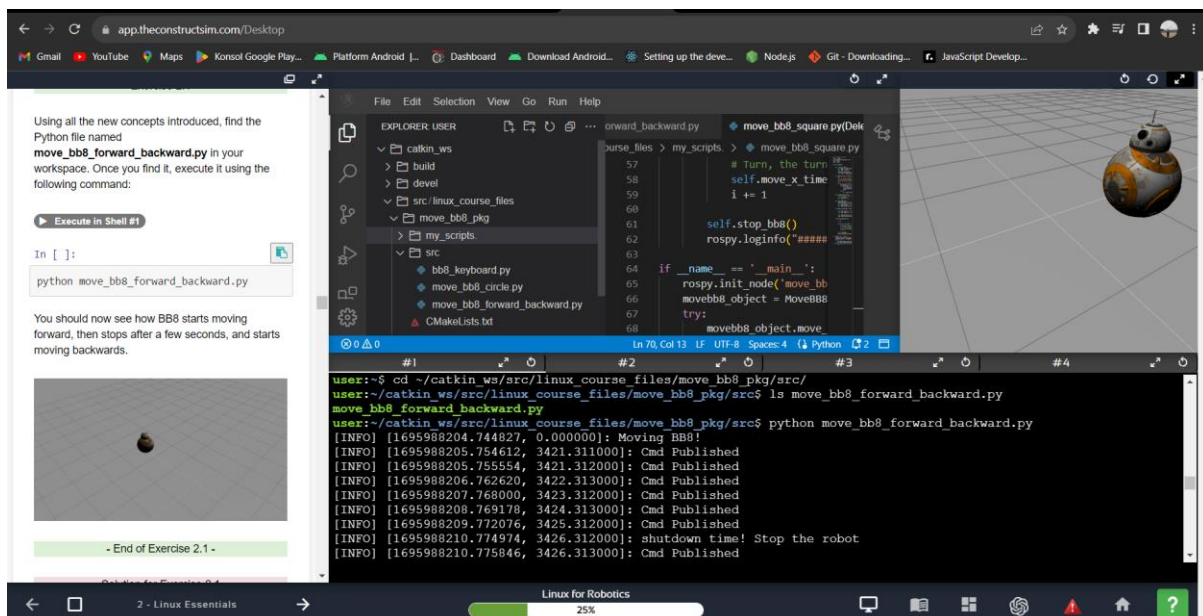 app.theconstructsim.com/Desktop
Gmail YouTube Maps Konsol Google Play... Platform Android |... Dashboard Download Android... Setting up the deve... Node.js Git - Downloading... JavaScript Develop...
Using all the new concepts introduced, find the
Python file named
move_bb8_forward_backward.py in your
workspace. Once you find it, execute it using the
following command:
Execute in Shell #1
In [ ]:
python move_bb8_forward_backward.py
You should now see how BB8 starts moving
forward, then stops after a few seconds, and starts
moving backwards.
- End of Exercise 2.1 -
File Edit Selection View Go Run Help
EXPLORER: USER
catkin_ws
build
devel
src/linux_course_files
move_bb8_pkg
my_scripts.
src
bb8_keyboard.py
move_bb8_circle.py
move_bb8_forward_backward.py
CMakeLists.txt
orward_backward.py move_bb8_square.py(Dele
ourse_files > my_scripts. > move_bb8_square.py
57 # Turn, the turn
58 self.move_x_time
59 i += 1
60
61 self.stop_bb8()
62 rospy.loginfo("#####
63
64 if __name__ == '__main__':
65 rospy.init_node('move_bb
66 movebb8_object = MoveBB8
67 try:
68 movebb8_object.move_
0 0 Ln 70, Col 13 LF UTF-8 Spaces: 4 Python 2
#1 #2 #3 #4
user:~$ cd ~/catkin_ws/src/linux_course_files/move_bb8_pkg/src/
user:~/catkin_ws/src/linux_course_files/move_bb8_pkg/src$ ls move_bb8_forward_backward.py
move_bb8_forward_backward.py
user:~/catkin_ws/src/linux_course_files/move_bb8_pkg/src$ python move_bb8_forward_backward.py
[INFO] [1695988204.744827, 0.000000]: Moving BB8!
[INFO] [1695988205.754612, 3421.311000]: Cmd Published
[INFO] [1695988205.755554, 3421.312000]: Cmd Published
[INFO] [1695988206.762620, 3422.313000]: Cmd Published
[INFO] [1695988207.768000, 3423.312000]: Cmd Published
[INFO] [1695988208.769178, 3424.313000]: Cmd Published
[INFO] [1695988209.772076, 3425.312000]: Cmd Published
[INFO] [1695988210.774974, 3426.312000]: shutdown time! Stop the robot
[INFO] [1695988210.775846, 3426.313000]: Cmd Published
2 - Linux Essentials
Linux for Robotics
25%
?